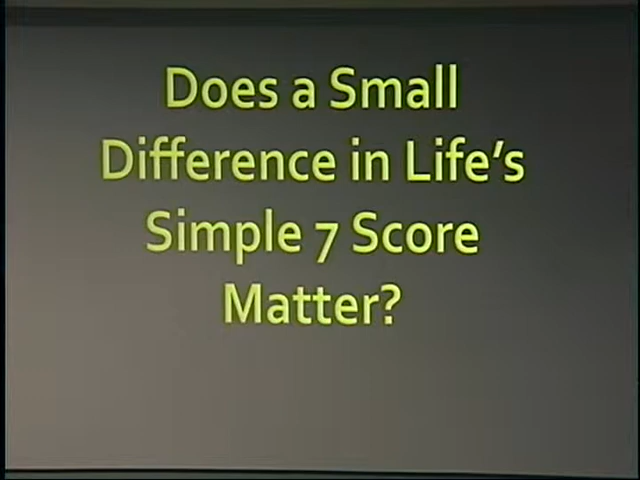 Does a Small
Difference in Life's
Simple 7 Score
Matter?